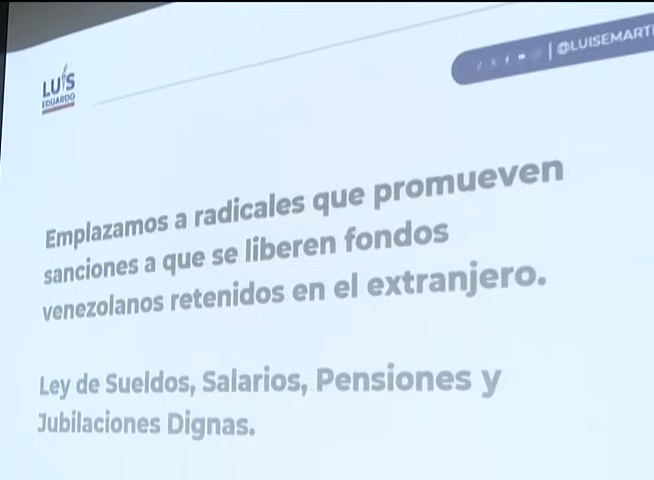 LUIS
EDUARDO
| @LUISEMART
Emplazamos a radicales que promueven
sanciones a que se liberen fondos
venezolanos retenidos en el extranjero.
Ley de Sueldos, Salarios, Pensiones y
Jubilaciones Dignas.